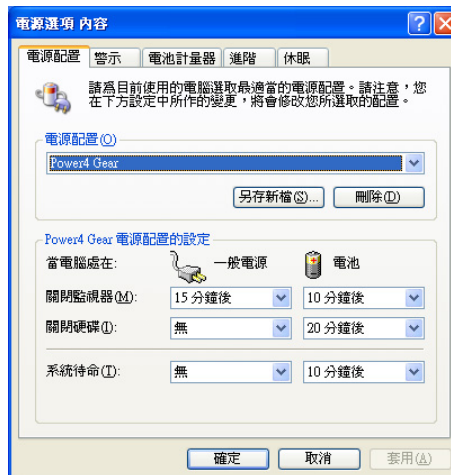 電源選項 內容
電源配置 警示 電池計量器 進階 休眠
請為目前使用的電腦選取最適當的電源配置。請注意，您
在下方設定中所作的變更，將會修改您所選取的配置。
電源配置(O)
Power4 Gear
另存新檔(S)... 刪除(D)
Power4 Gear 電源配置的設定
當電腦處在: 一般電源 電池
關閉監視器(M): 15 分鐘後 10 分鐘後
關閉硬碟(I): 無 20 分鐘後
系統待命(T): 無 10 分鐘後
確定 取消 套用(A)